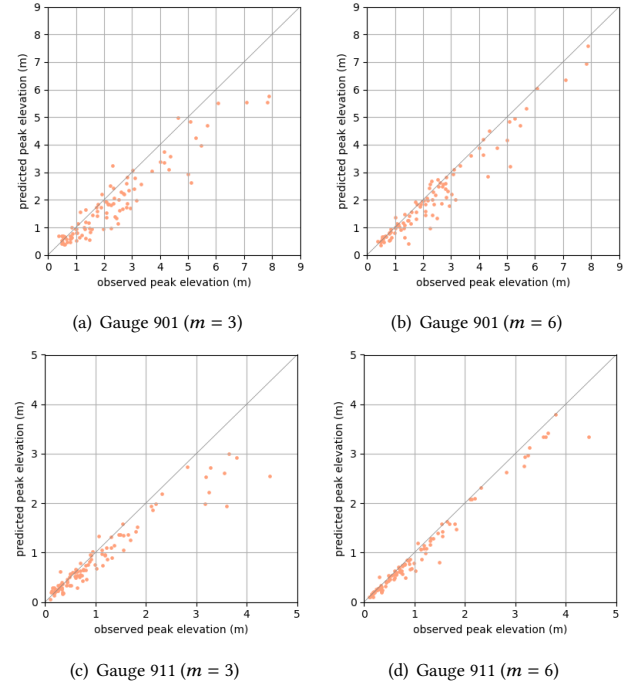 9
8
7
6
5
4
3
2
1
0
predicted peak elevation (m)
0 1 2 3 4 5 6 7 8 9
observed peak elevation (m)
(a) Gauge 901 (m = 3)
9
8
7
6
5
4
3
2
1
0
predicted peak elevation (m)
0 1 2 3 4 5 6 7 8 9
observed peak elevation (m)
(b) Gauge 901 (m = 6)
5
4
3
2
1
0
predicted peak elevation (m)
0 1 2 3 4 5
observed peak elevation (m)
(c) Gauge 911 (m = 3)
5
4
3
2
1
0
predicted peak elevation (m)
0 1 2 3 4 5
observed peak elevation (m)
(d) Gauge 911 (m = 6)